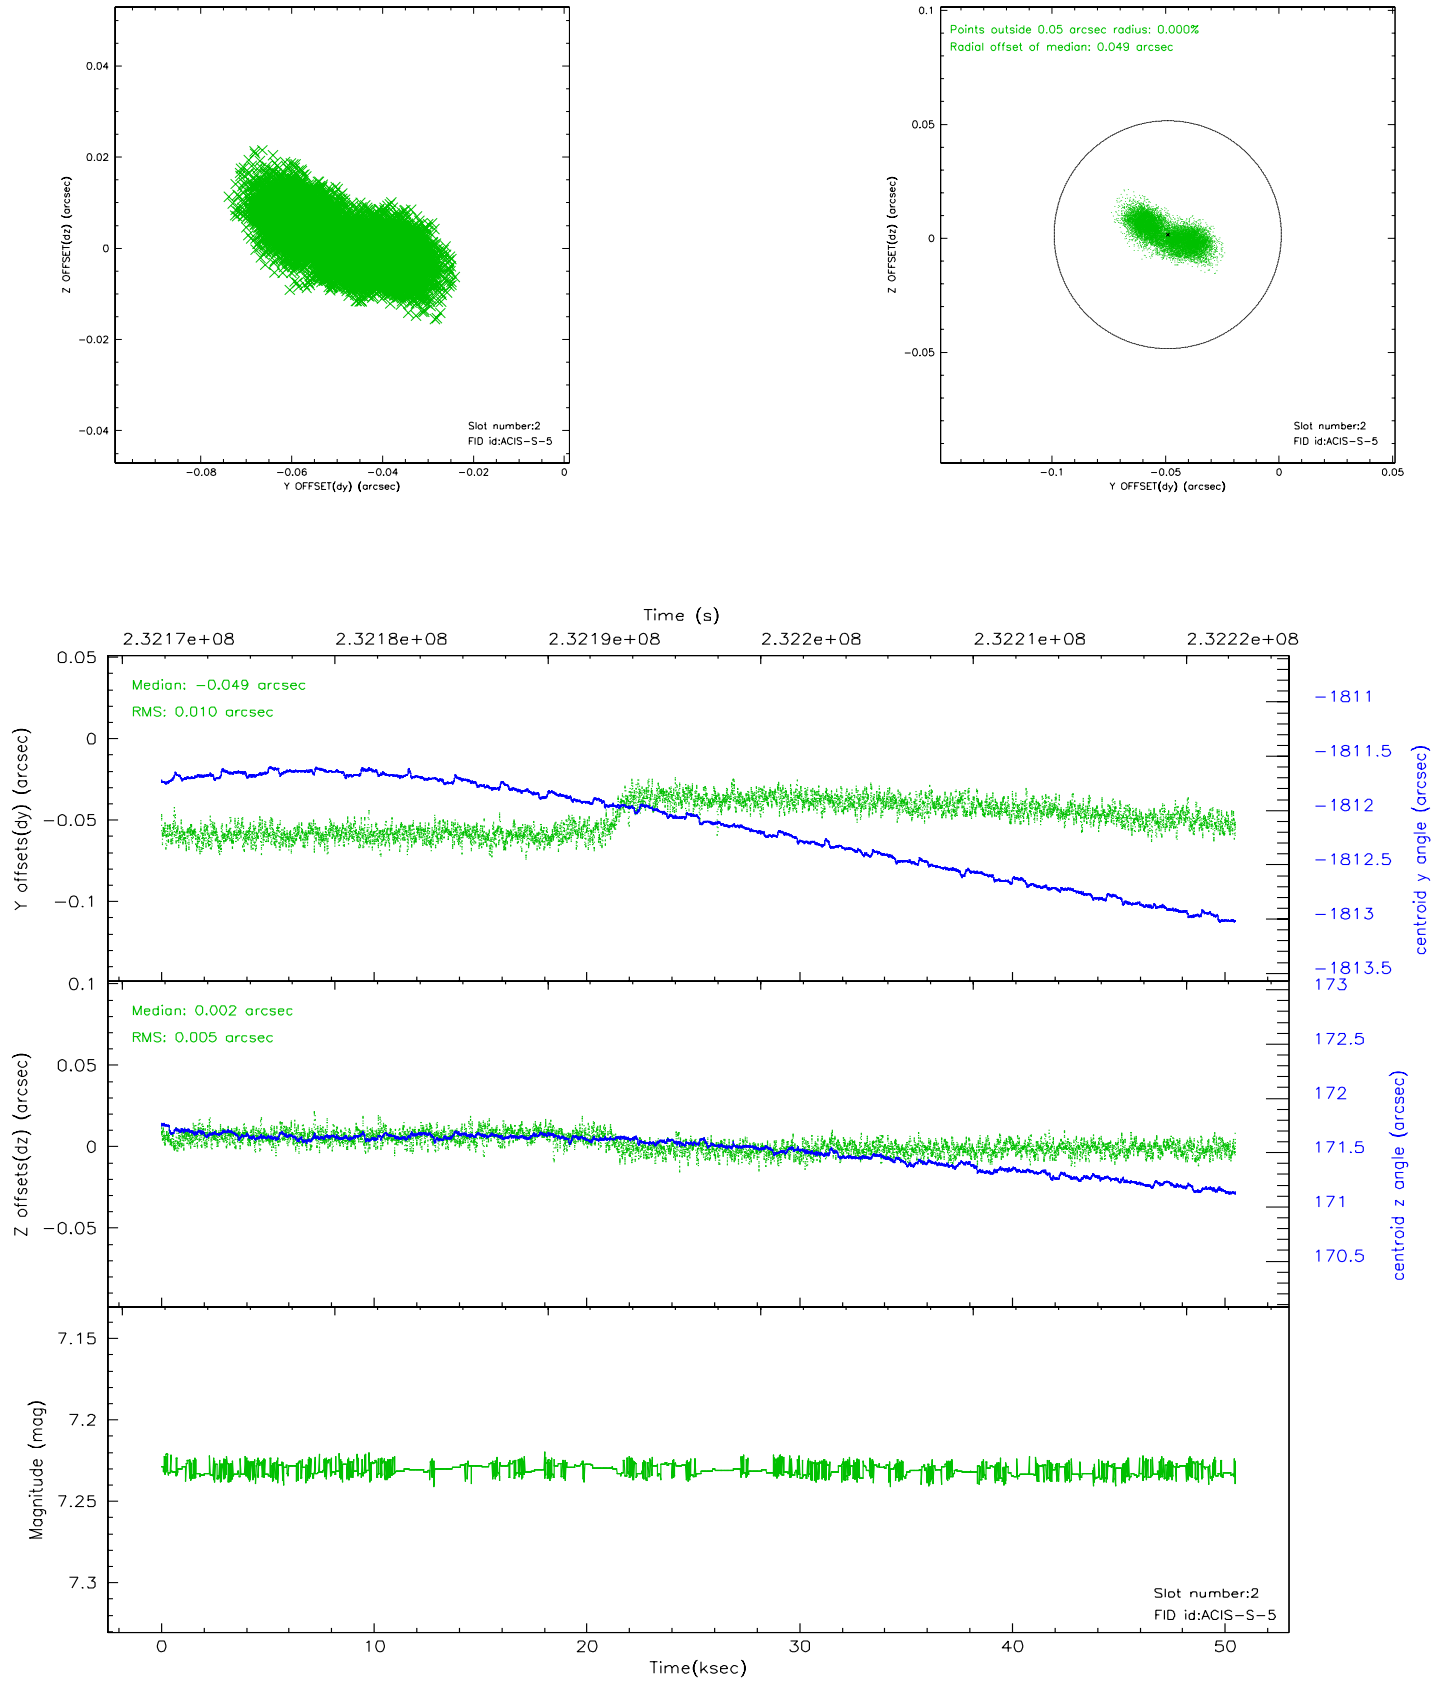 0.04
0.02
0
−0.02
−0.04
Z OFFSET(dz) (arcsec)
Slot number:2
FID id:ACIS−S−5
−0.08
−0.06
−0.04
−0.02
0
Y OFFSET(dy) (arcsec)
0.1
0.05
0
−0.05
Z OFFSET(dz) (arcsec)
Points outside 0.05 arcsec radius: 0.000%
Radial offset of median: 0.049 arcsec
Slot number:2
FID id:ACIS−S−5
−0.1
−0.05
0
0.05
Y OFFSET(dy) (arcsec)
Time (s)
2.3217e+08
2.3218e+08
2.3219e+08
2.322e+08
2.3221e+08
2.3222e+08
0.05
0
−0.05
−0.1
Y offsets(dy) (arcsec)
Median: −0.049 arcsec
RMS: 0.010 arcsec
−1811
−1811.5
−1812
−1812.5
−1813
−1813.5
centroid y angle (arcsec)
0.1
0.05
0
−0.05
Z offsets(dz) (arcsec)
Median: 0.002 arcsec
RMS: 0.005 arcsec
173
172.5
172
171.5
171
170.5
centroid z angle (arcsec)
7.15
7.2
7.25
7.3
Magnitude (mag)
Slot number:2
FID id:ACIS−S−5
0
10
20
30
40
50
Time(ksec)